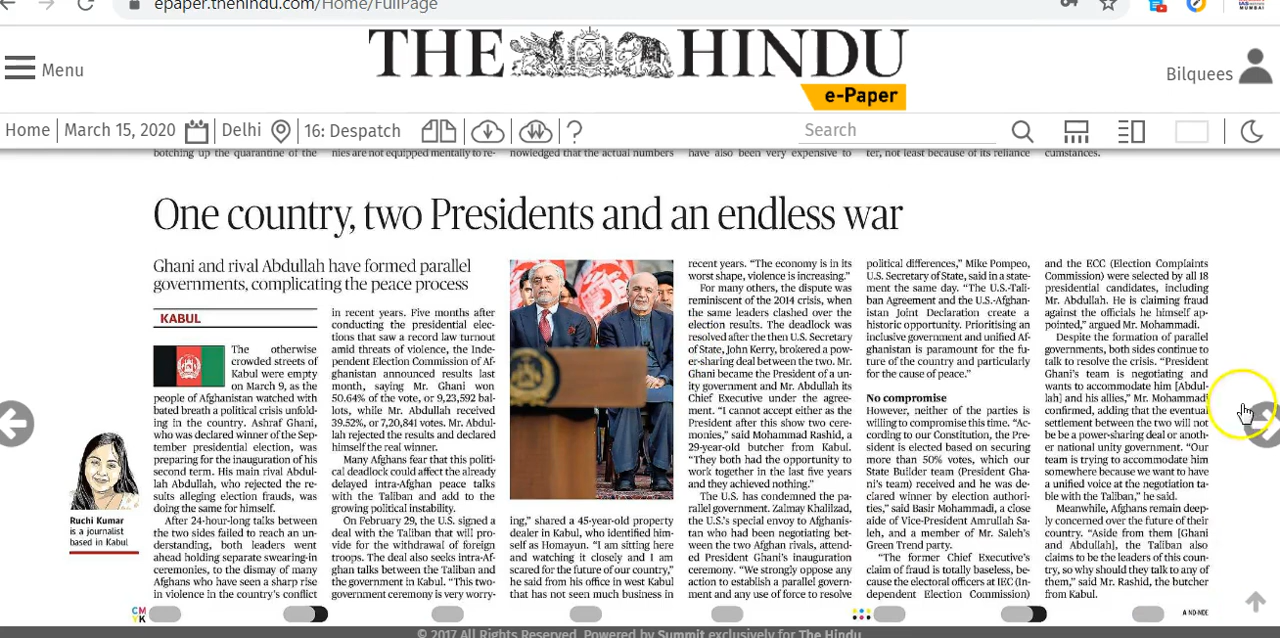 epaper.thehindu.com/Home/FullPage
THE HINDU
e-Paper
Menu
Bilquees
Home
March 15, 2020
Delhi
16: Despatch
?
Search
botching up the quarantine of the
nies are not equipped mentally to re-
nowledged that the actual numbers
have also been very expensive to
ter, not least because of its reliance
cumstances.
One country, two Presidents and an endless war
Ghani and rival Abdullah have formed parallel
governments, complicating the peace process
KABUL
The otherwise
crowded streets of
Kabul were empty
on March 9, as the
people of Afghanistan watched with
bated breath a political crisis unfold-
ing in the country. Ashraf Ghani,
who was declared winner of the Sep-
tember presidential election, was
preparing for the inauguration of his
second term. His main rival Abdul-
lah Abdullah, who rejected the re-
sults alleging election frauds, was
doing the same for himself.
After 24-hour-long talks between
the two sides failed to reach an un-
derstanding, both leaders went
ahead holding separate swearing-in
ceremonies, to the dismay of many
Afghans who have seen a sharp rise
in violence in the country's conflict
Ruchi Kumar
is a journalist
based in Kabul
in recent years. Five months after
conducting the presidential elec-
tions that saw a record law turnout
amid threats of violence, the Inde-
pendent Election Commission of Af-
ghanistan announced results last
month, saying Mr. Ghani won
50.64% of the vote, or 9,23,592 bal-
lots, while Mr. Abdullah received
39.52%, or 7,20,841 votes. Mr. Abdul-
lah rejected the results and declared
himself the real winner.
Many Afghans fear that this polit-
ical deadlock could affect the already
delayed intra-Afghan peace talks
with the Taliban and add to the
growing political instability.
On February 29, the U.S. signed a
deal with the Taliban that will pro-
vide for the withdrawal of foreign
troops. The deal also seeks intra-Af-
ghan talks between the Taliban and
the government in Kabul. “This two-
government ceremony is very worry-
ing,” shared a 45-year-old property
dealer in Kabul, who identified him-
self as Homayun. “I am sitting here
and watching it closely and I am
scared for the future of our country,”
he said from his office in west Kabul
that has not seen much business in
recent years. “The economy is in its
worst shape, violence is increasing.”
For many others, the dispute was
reminiscent of the 2014 crisis, when
the same leaders clashed over the
election results. The deadlock was
resolved after the then U.S. Secretary
of State, John Kerry, brokered a pow-
er-sharing deal between the two. Mr.
Ghani became the President of a un-
ity government and Mr. Abdullah its
Chief Executive under the agree-
ment. “I cannot accept either as the
President after this show two cere-
monies,” said Mohammad Rashid, a
29-year-old butcher from Kabul.
“They both had the opportunity to
work together in the last five years
and they achieved nothing.”
The U.S. has condemned the pa-
rallel government. Zalmay Khalilzad,
the U.S.'s special envoy to Afghanis-
tan who had been negotiating bet-
ween the two Afghan rivals, attend-
ed President Ghani's inauguration
ceremony. “We strongly oppose any
action to establish a parallel govern-
ment and any use of force to resolve
political differences,” Mike Pompeo,
U.S. Secretary of State, said in a state-
ment the same day. “The U.S.-Tali-
ban Agreement and the U.S.-Afghan-
istan Joint Declaration create a
historic opportunity. Prioritising an
inclusive government and unified Af-
ghanistan is paramount for the fu-
ture of the country and particularly
for the cause of peace.”
No compromise
However, neither of the parties is
willing to compromise this time. “Ac-
cording to our Constitution, the Pre-
sident is elected based on securing
more than 50% votes, which our
State Builder team (President Gha-
ni's team) received and he was de-
clared winner by election authori-
ties,” said Basir Mohammadi, a close
aide of Vice-President Amrullah Sa-
leh, and a member of Mr. Saleh's
Green Trend party.
“The former Chief Executive's
claim of fraud is totally baseless, be-
cause the electoral officers at IEC (In-
dependent Election Commission)
and the ECC (Election Complaints
Commission) were selected by all 18
presidential candidates, including
Mr. Abdullah. He is claiming fraud
against the officials he himself ap-
pointed,” argued Mr. Mohammadi.
Despite the formation of parallel
governments, both sides continue to
talk to resolve the crisis. “President
Ghani's team is negotiating and
wants to accommodate him [Abdul-
lah] and his allies,” Mr. Mohammadi
confirmed, adding that the eventual
settlement between the two will not
be be a power-sharing deal or anoth-
er national unity government. “Our
team is trying to accommodate him
somewhere because we want to have
a unified voice at the negotiation ta-
ble with the Taliban,” he said.
Meanwhile, Afghans remain deep-
ly concerned over the future of their
country. “Aside from them [Ghani
and Abdullah], the Taliban also
claims to be the leaders of this coun-
try, so why should they talk to any of
them,” said Mr. Rashid, the butcher
from Kabul.
CM
YK
A ND-NDE
© 2017 All Rights Reserved. Powered by Summit exclusively for The Hindu